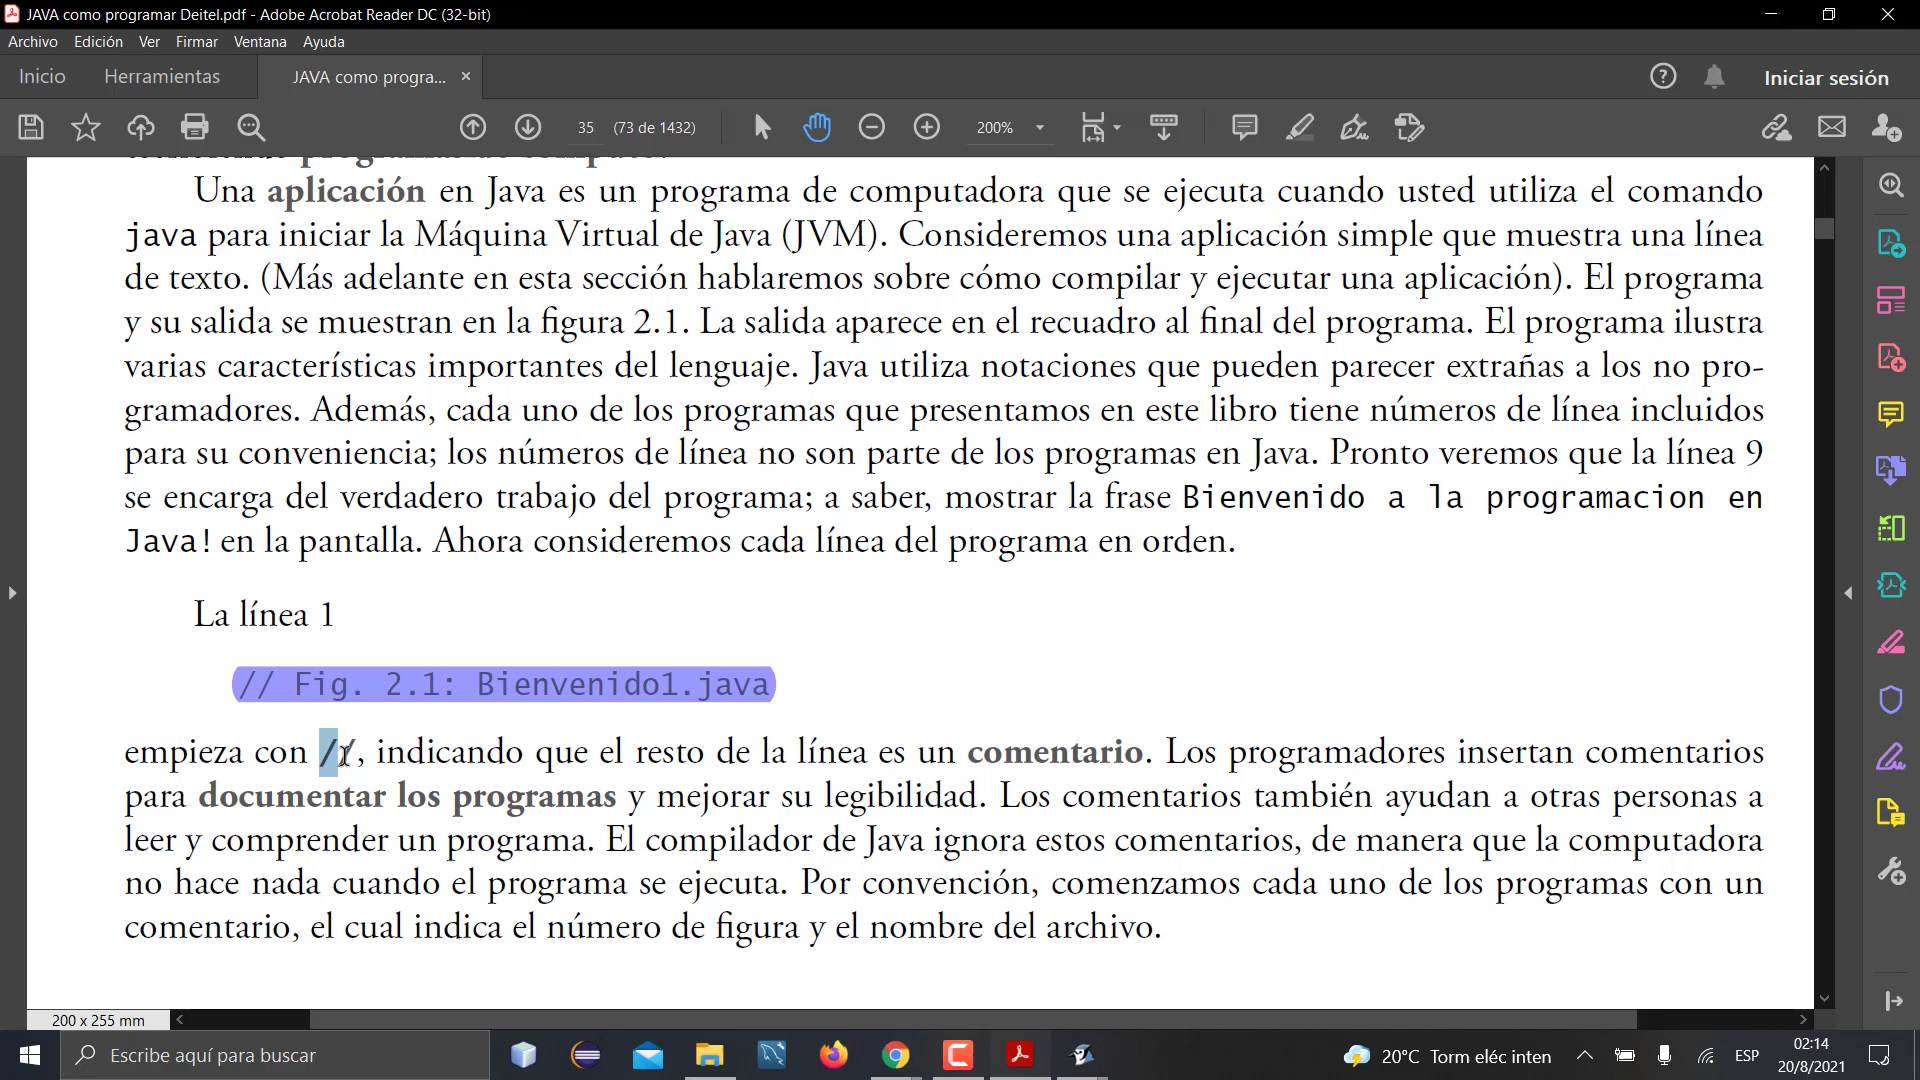 JAVA como programar Deitel.pdf - Adobe Acrobat Reader DC (32-bit)
Archivo Edición Ver Firmar Ventana Ayuda
Inicio Herramientas JAVA como progra... × Iniciar sesión
35 (73 de 1432) 200%
Una aplicación en Java es un programa de computadora que se ejecuta cuando usted utiliza el comando
java para iniciar la Máquina Virtual de Java (JVM). Consideremos una aplicación simple que muestra una línea
de texto. (Más adelante en esta sección hablaremos sobre cómo compilar y ejecutar una aplicación). El programa
y su salida se muestran en la figura 2.1. La salida aparece en el recuadro al final del programa. El programa ilustra
varias características importantes del lenguaje. Java utiliza notaciones que pueden parecer extrañas a los no pro-
gramadores. Además, cada uno de los programas que presentamos en este libro tiene números de línea incluidos
para su conveniencia; los números de línea no son parte de los programas en Java. Pronto veremos que la línea 9
se encarga del verdadero trabajo del programa; a saber, mostrar la frase Bienvenido a la programacion en
Java! en la pantalla. Ahora consideremos cada línea del programa en orden.
La línea 1
// Fig. 2.1: Bienvenido1.java
empieza con //, indicando que el resto de la línea es un comentario. Los programadores insertan comentarios
para documentar los programas y mejorar su legibilidad. Los comentarios también ayudan a otras personas a
leer y comprender un programa. El compilador de Java ignora estos comentarios, de manera que la computadora
no hace nada cuando el programa se ejecuta. Por convención, comenzamos cada uno de los programas con un
comentario, el cual indica el número de figura y el nombre del archivo.
200 x 255 mm
Escribe aquí para buscar 20°C Torm eléc inten ESP 02:14
20/8/2021